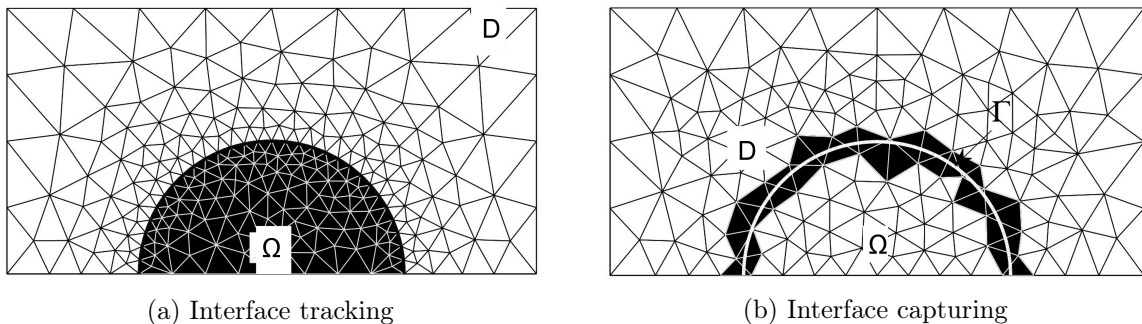 D
Ω
(a) Interface tracking
Γ
D
Ω
(b) Interface capturing